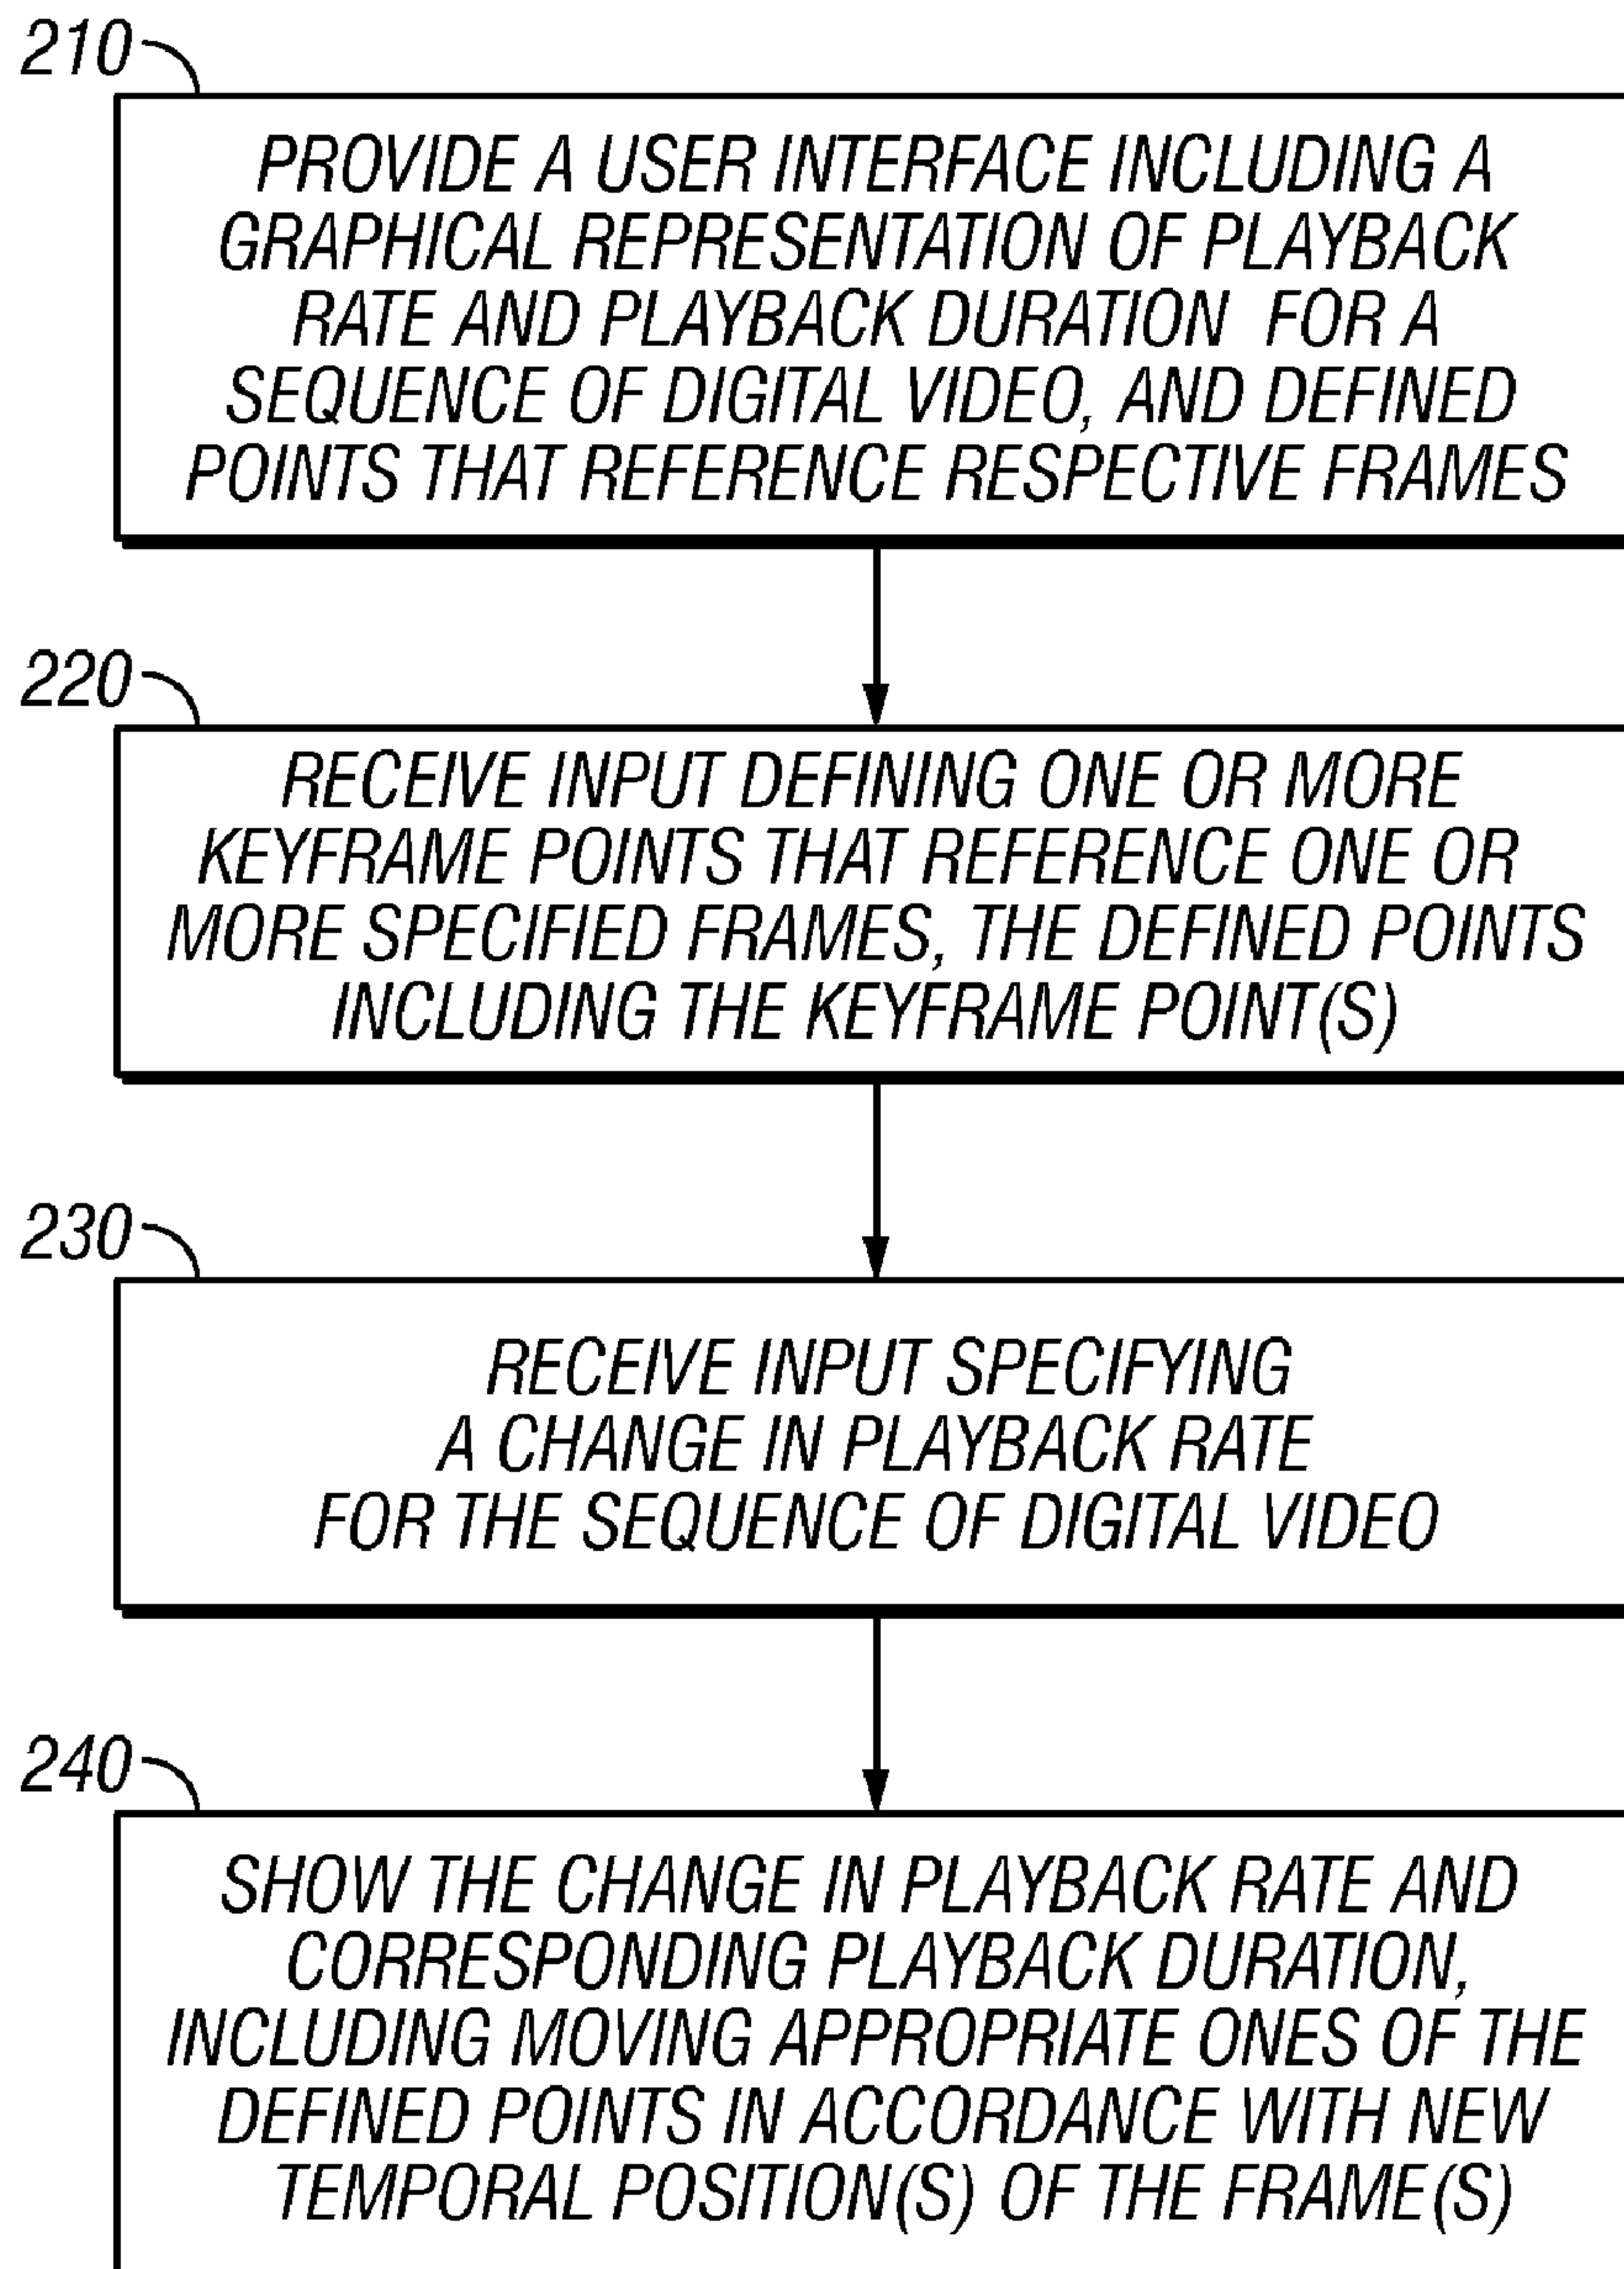 210
PROVIDE A USER INTERFACE INCLUDING A
GRAPHICAL REPRESENTATION OF PLAYBACK
RATE AND PLAYBACK DURATION FOR A
SEQUENCE OF DIGITAL VIDEO, AND DEFINED
POINTS THAT REFERENCE RESPECTIVE FRAMES
220
RECEIVE INPUT DEFINING ONE OR MORE
KEYFRAME POINTS THAT REFERENCE ONE OR
MORE SPECIFIED FRAMES, THE DEFINED POINTS
INCLUDING THE KEYFRAME POINT(S)
230
RECEIVE INPUT SPECIFYING
A CHANGE IN PLAYBACK RATE
FOR THE SEQUENCE OF DIGITAL VIDEO
240
SHOW THE CHANGE IN PLAYBACK RATE AND
CORRESPONDING PLAYBACK DURATION,
INCLUDING MOVING APPROPRIATE ONES OF THE
DEFINED POINTS IN ACCORDANCE WITH NEW
TEMPORAL POSITION(S) OF THE FRAME(S)